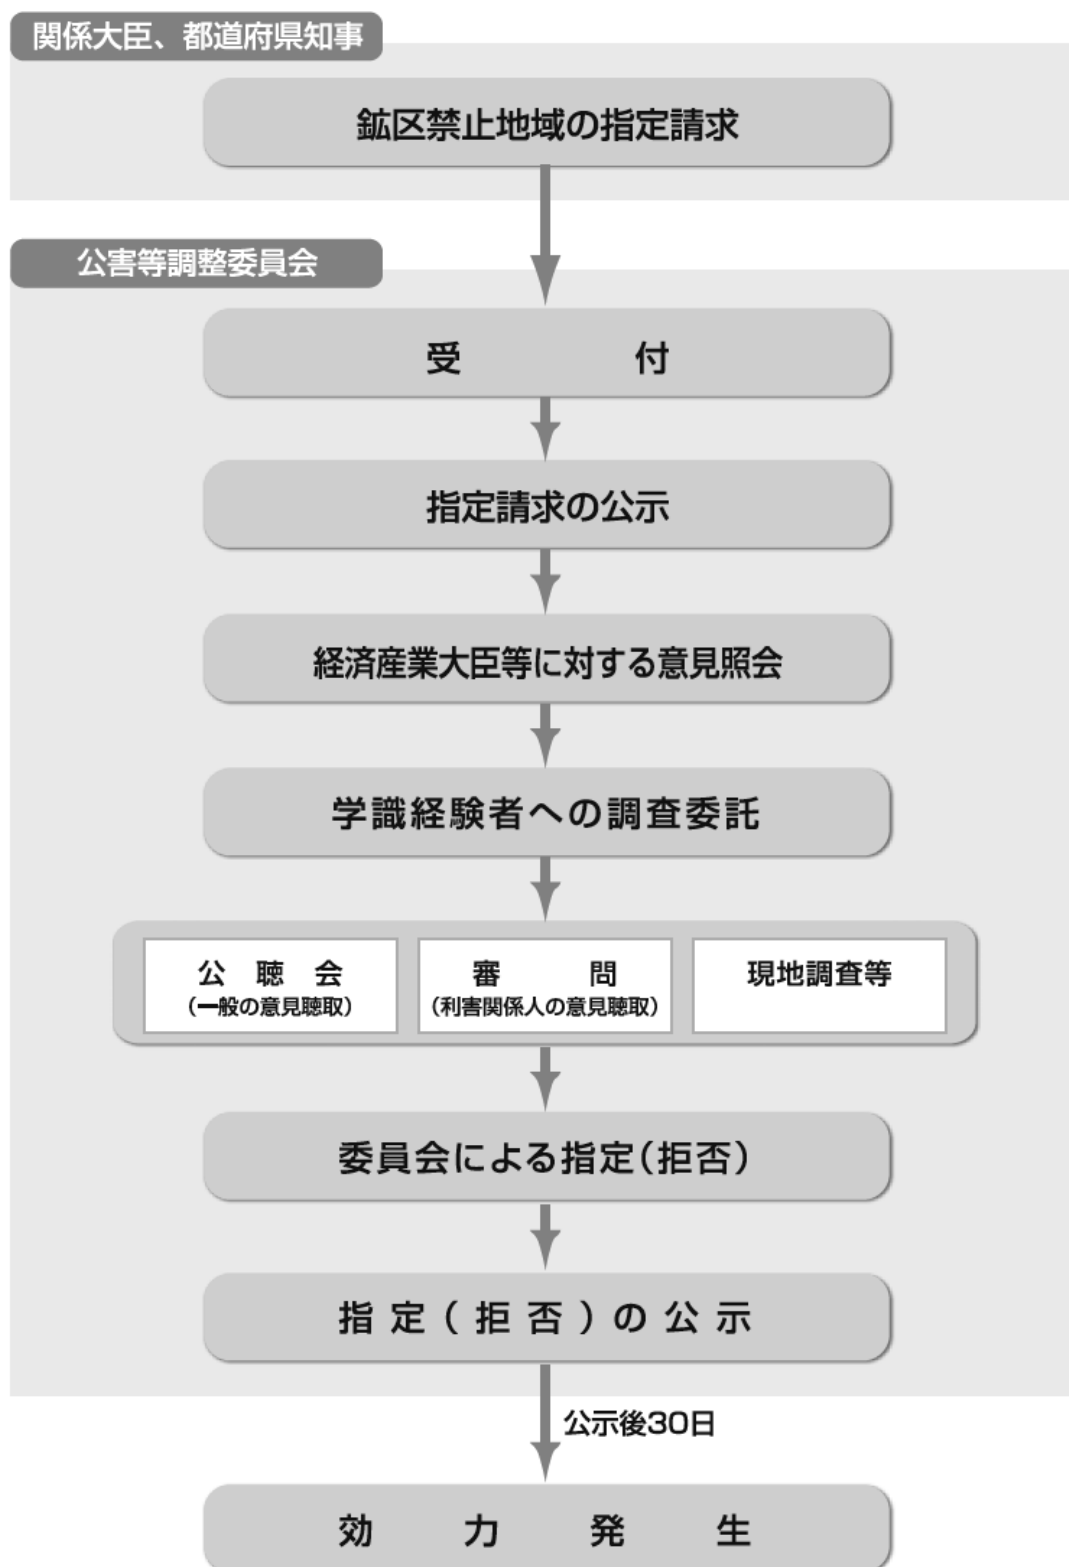 関係大臣、都道府県知事
鉱区禁止地域の指定請求
公害等調整委員会
受付
指定請求の公示
経済産業大臣等に対する意見照会
学識経験者への調査委託
公聴会
（一般の意見聴取）
審問
（利害関係人の意見聴取）
現地調査等
委員会による指定（拒否）
指定（拒否）の公示
公示後30日
効力発生